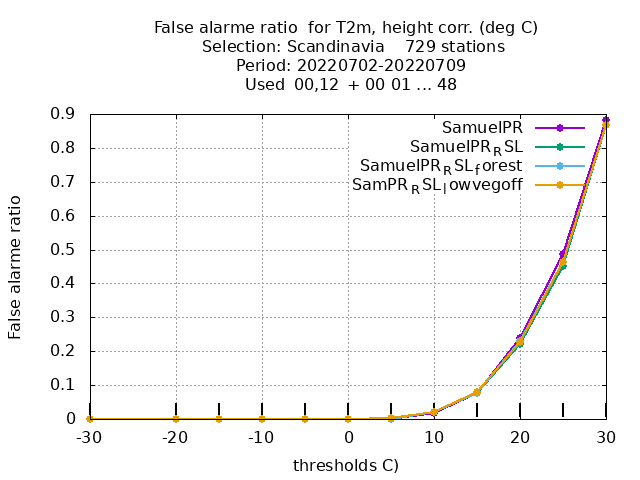 False alarme ratio  for T2m, height corr. (deg C)
Selection: Scandinavia    729 stations
Period: 20220702-20220709
Used  00,12  + 00 01 ... 48
0.9
0.8
0.7
0.6
0.5
0.4
0.3
0.2
0.1
0
False alarme ratio
SamuelPR
SamuelPR_RSL
SamuelPR_RSL_forest
SamPR_RSL_lowvegoff
-30
-20
-10
0
10
20
30
thresholds C)